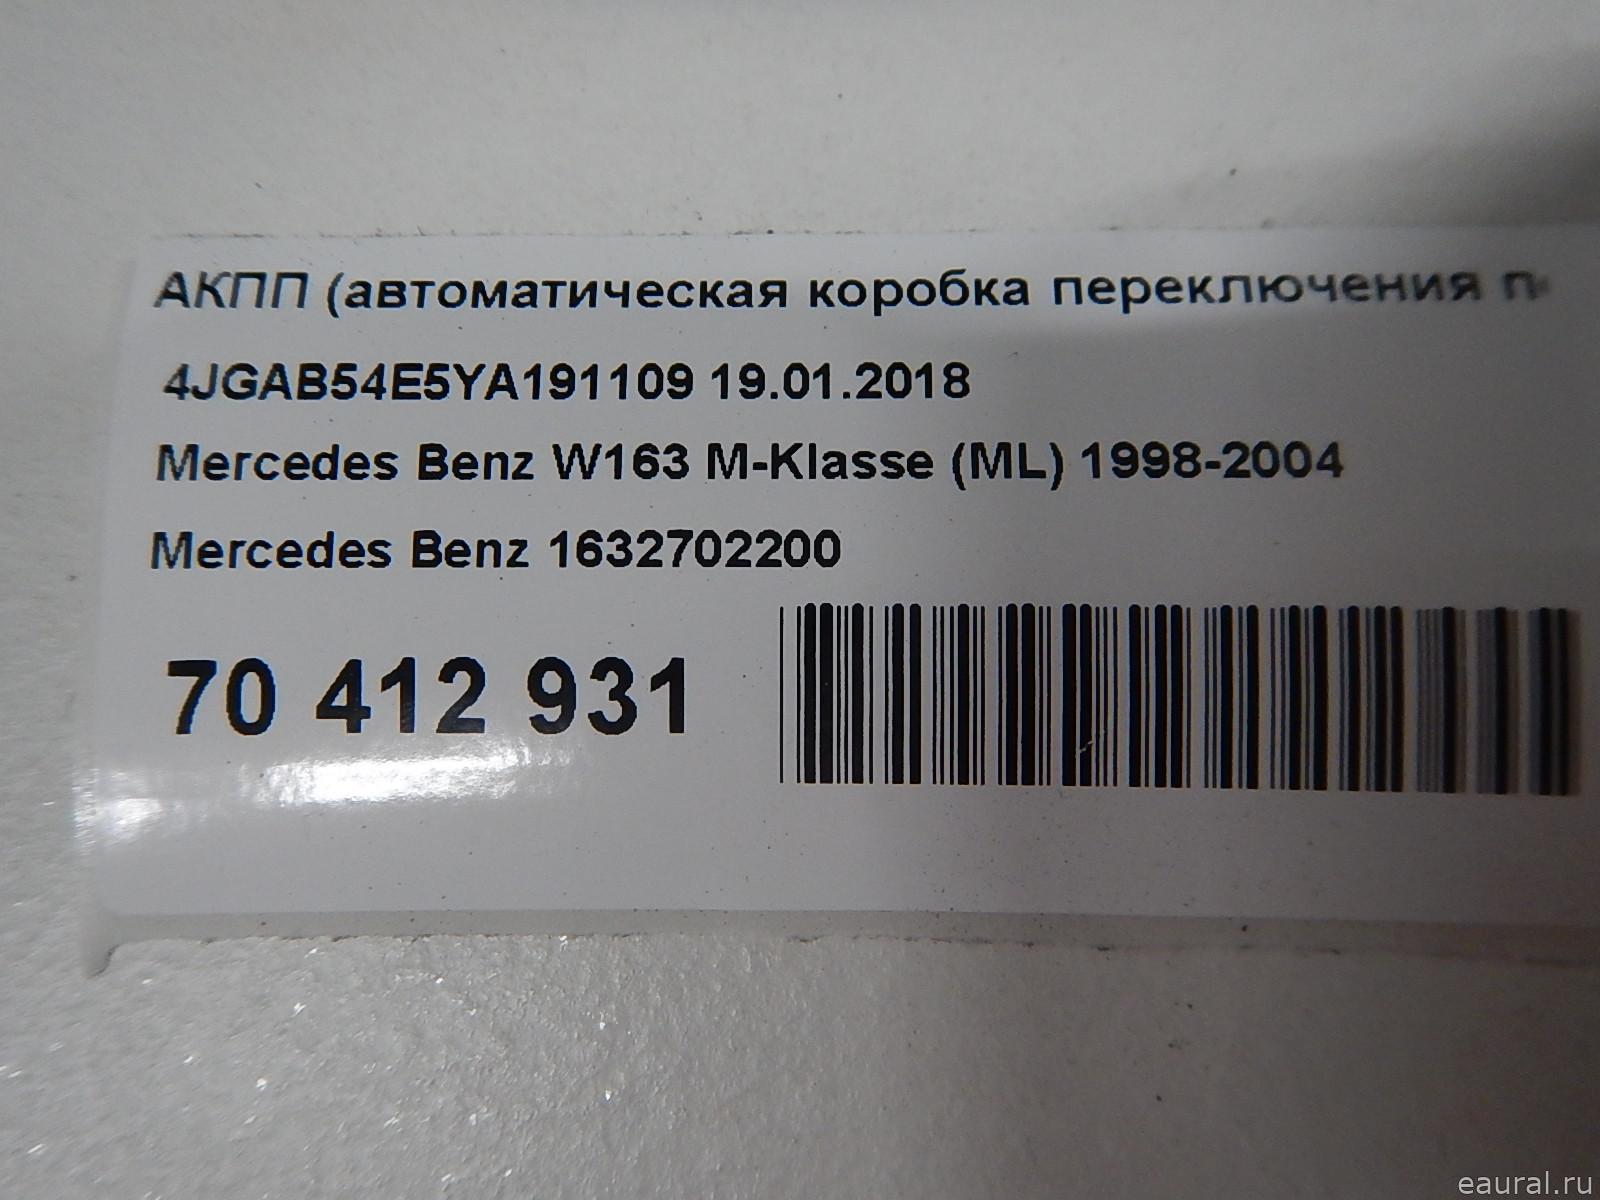 АКПП (автоматическая коробка переключения п
4JGAB54E5YA191109 19.01.2018
Mercedes Benz W163 M-Klasse (ML) 1998-2004
Mercedes Benz 1632702200
70 412 931
eaural.ru